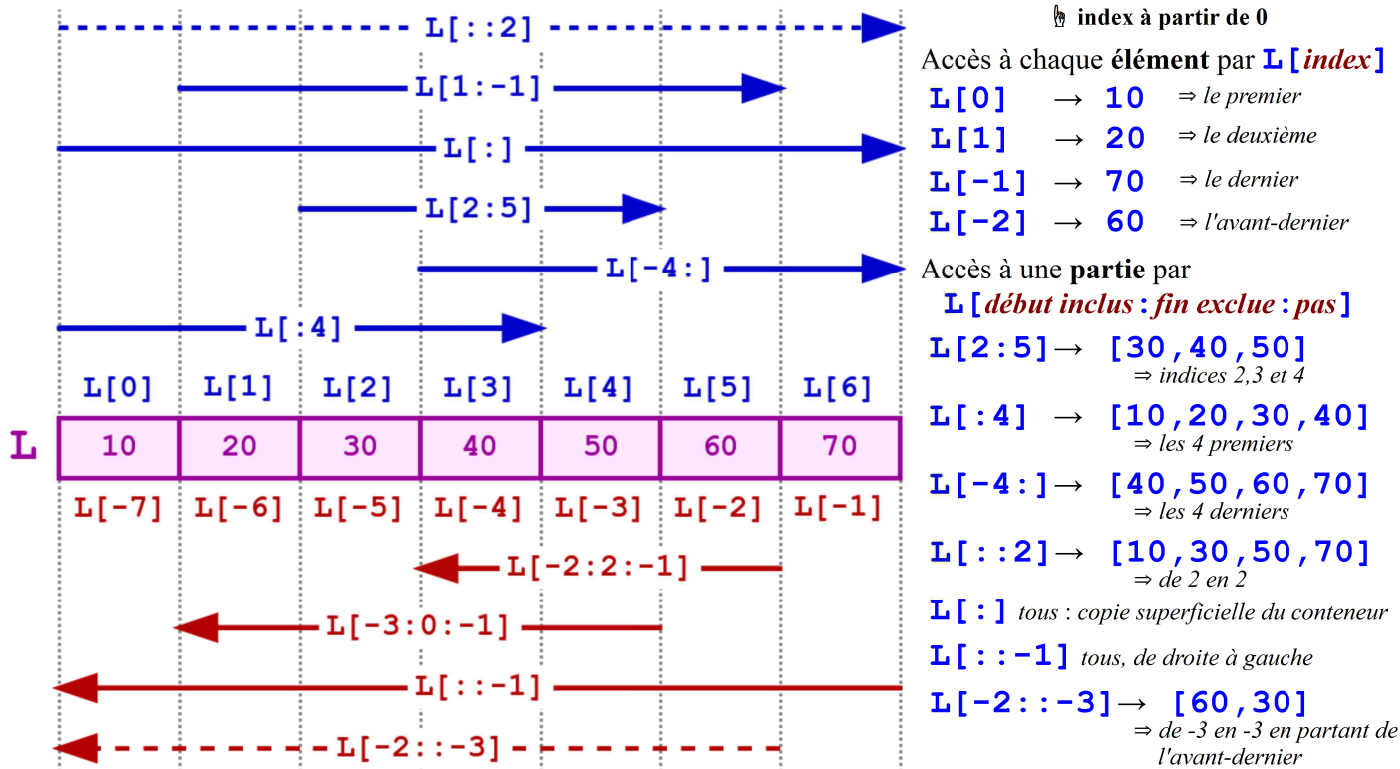 L[::2]
L[1:-1]
L[:]
L[2:5]
L[-4:]
L[:4]
L[0] L[1] L[2] L[3] L[4] L[5] L[6]
L 10 20 30 40 50 60 70
L[-7] L[-6] L[-5] L[-4] L[-3] L[-2] L[-1]
L[-2:2:-1]
L[-3:0:-1]
L[::-1]
L[-2::-3]
index à partir de 0
Accès à chaque élément par L[index]
L[0] → 10 ⇒ le premier
L[1] → 20 ⇒ le deuxième
L[-1] → 70 ⇒ le dernier
L[-2] → 60 ⇒ l'avant-dernier
Accès à une partie par
L[début inclus:fin exclue:pas]
L[2:5]→ [30,40,50]
⇒ indices 2,3 et 4
L[:4] → [10,20,30,40]
⇒ les 4 premiers
L[-4:]→ [40,50,60,70]
⇒ les 4 derniers
L[::2]→ [10,30,50,70]
⇒ de 2 en 2
L[:] tous : copie superficielle du conteneur
L[::-1] tous, de droite à gauche
L[-2::-3]→ [60,30]
⇒ de -3 en -3 en partant de
l'avant-dernier